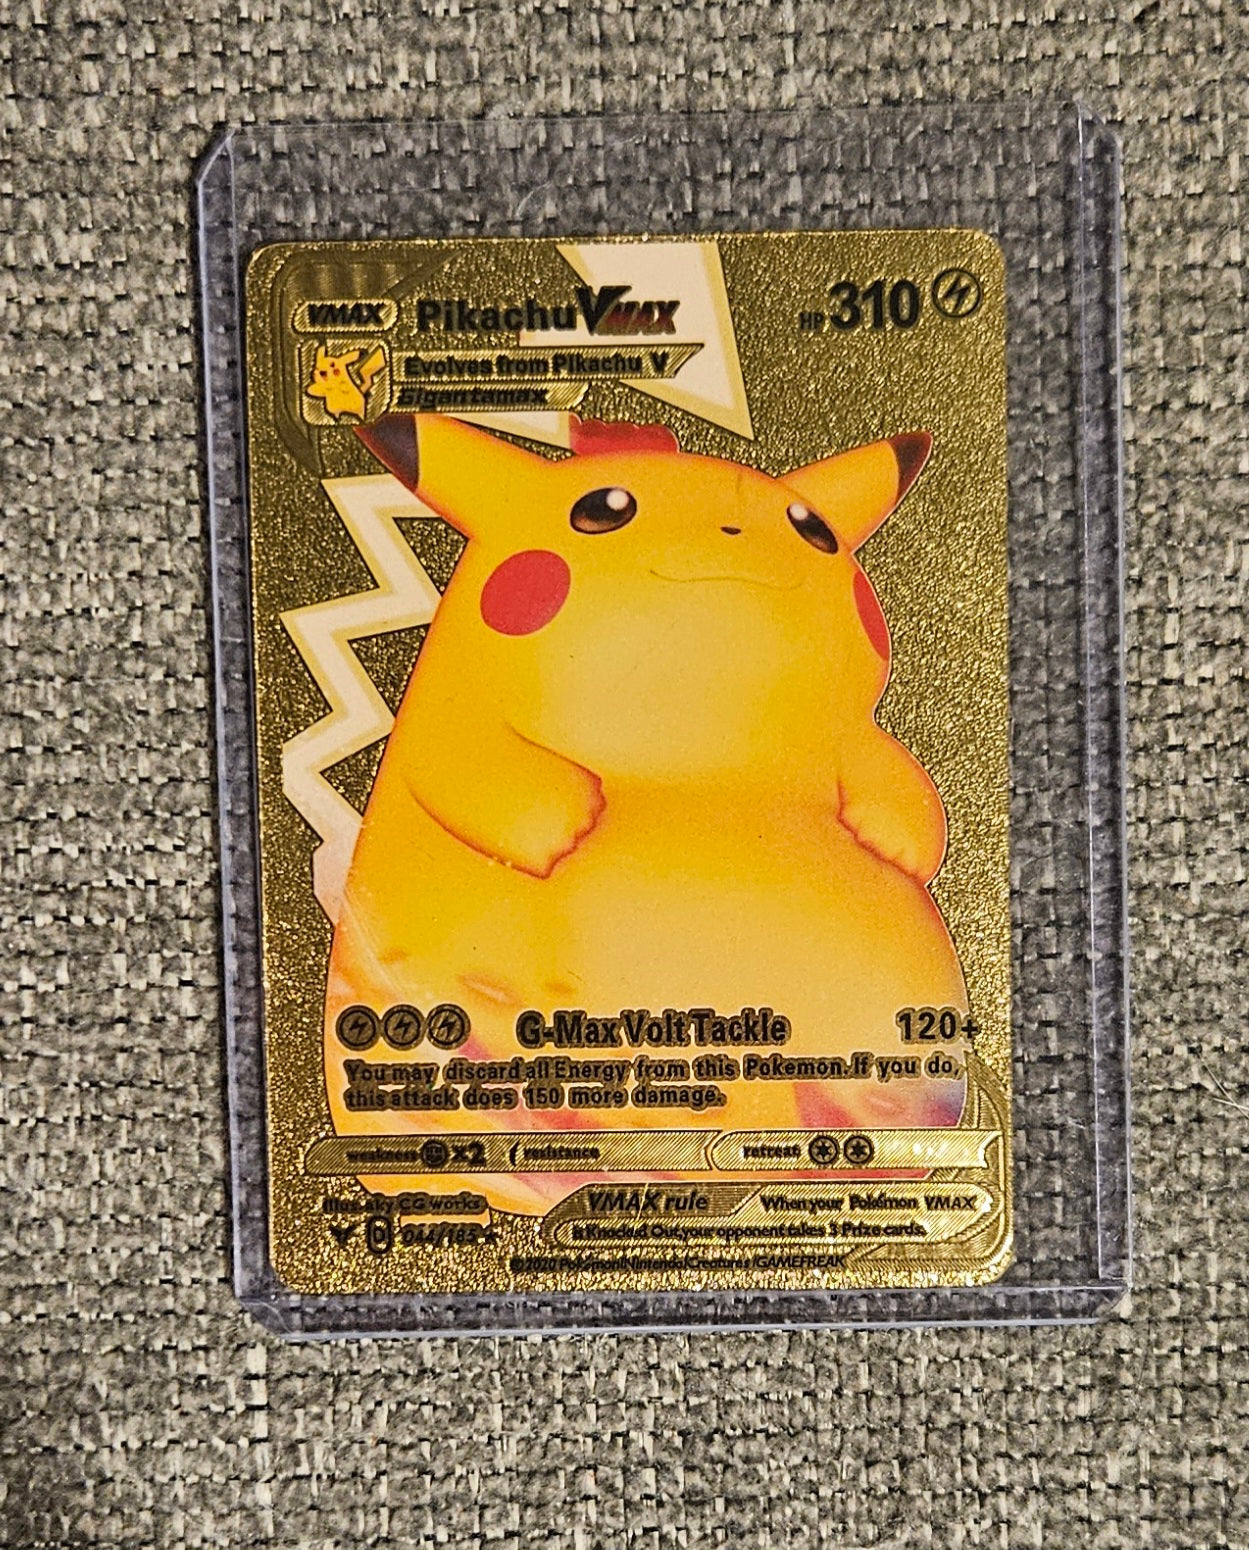 VMAX Pikachu VMAX HP 310
Evolves from Pikachu V
Gigantamax
G-Max Volt Tackle 120+
You may discard all Energy from this Pokemon. If you do,
this attack does 150 more damage.
weakness x2 resistance retreat
Illus. aky CG works
VMAX rule When your Pokémon VMAX
is Knocked Out, your opponent takes 3 Prize cards.
D 044/185 ★
©2020 Pokémon/Nintendo/Creatures /GAMEFREAK